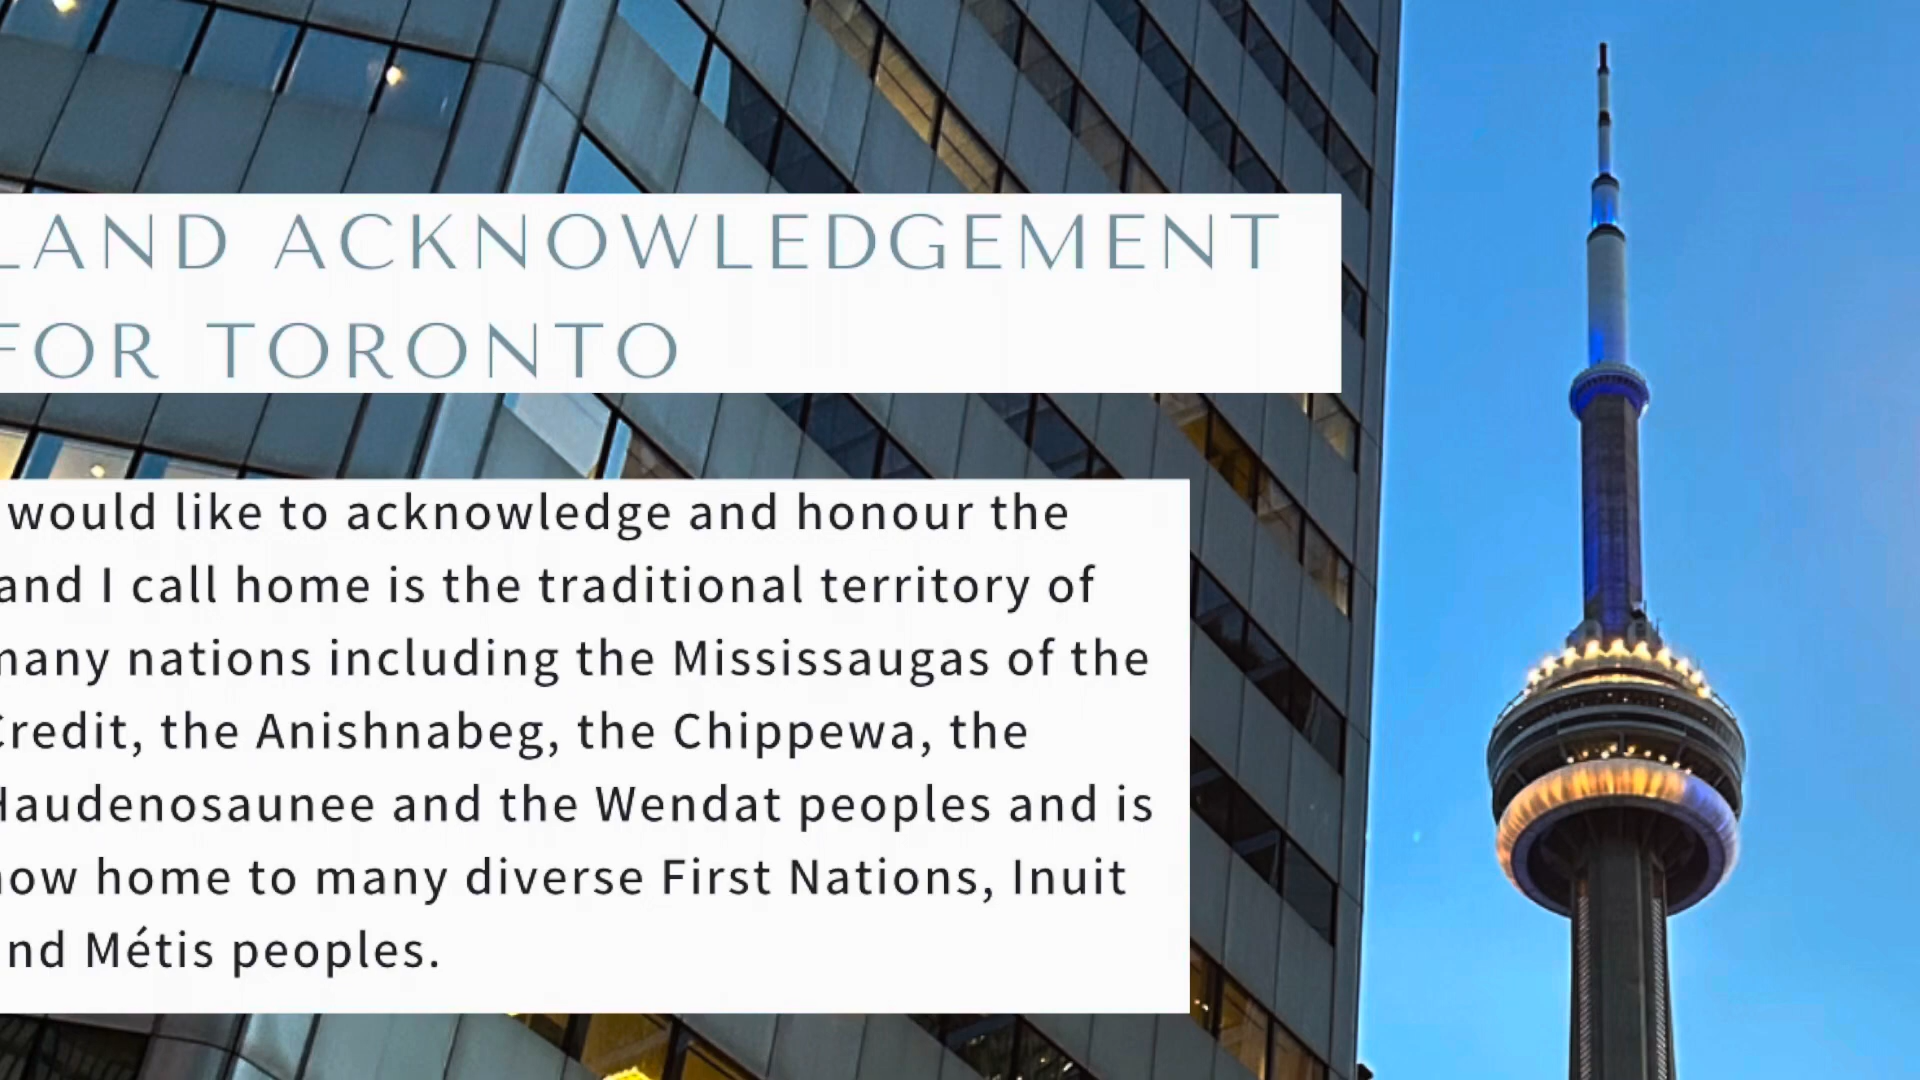 LAND ACKNOWLEDGEMENT
FOR TORONTO
would like to acknowledge and honour the
land I call home is the traditional territory of
many nations including the Mississaugas of the
Credit, the Anishnabeg, the Chippewa, the
Haudenosaunee and the Wendat peoples and is
now home to many diverse First Nations, Inuit
and Métis peoples.